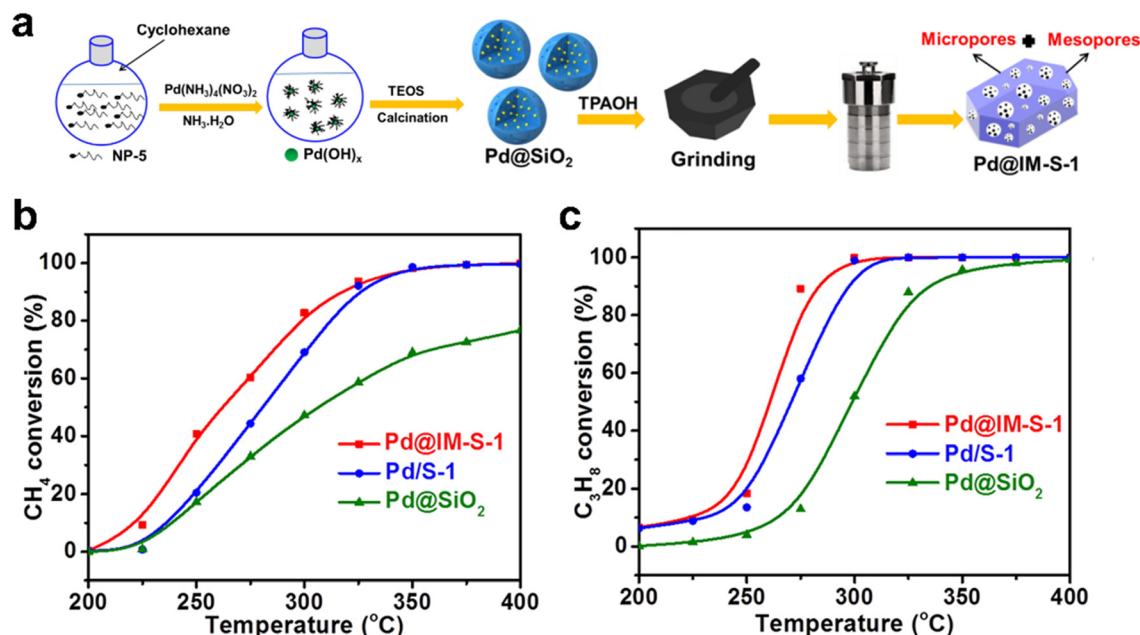 a
Cyclohexane
Pd(NH₃)₄(NO₃)₂
NH₃.H₂O
NP-5
Pd(OH)ₓ
TEOS
Calcination
Pd@SiO₂
TPAOH
Grinding
Micropores + Mesopores
Pd@IM-S-1
b
CH₄ conversion (%)
100
80
60
40
20
0
Pd@IM-S-1
Pd/S-1
Pd@SiO₂
200 250 300 350 400
Temperature (°C)
c
C₃H₈ conversion (%)
100
80
60
40
20
0
Pd@IM-S-1
Pd/S-1
Pd@SiO₂
200 250 300 350 400
Temperature (°C)